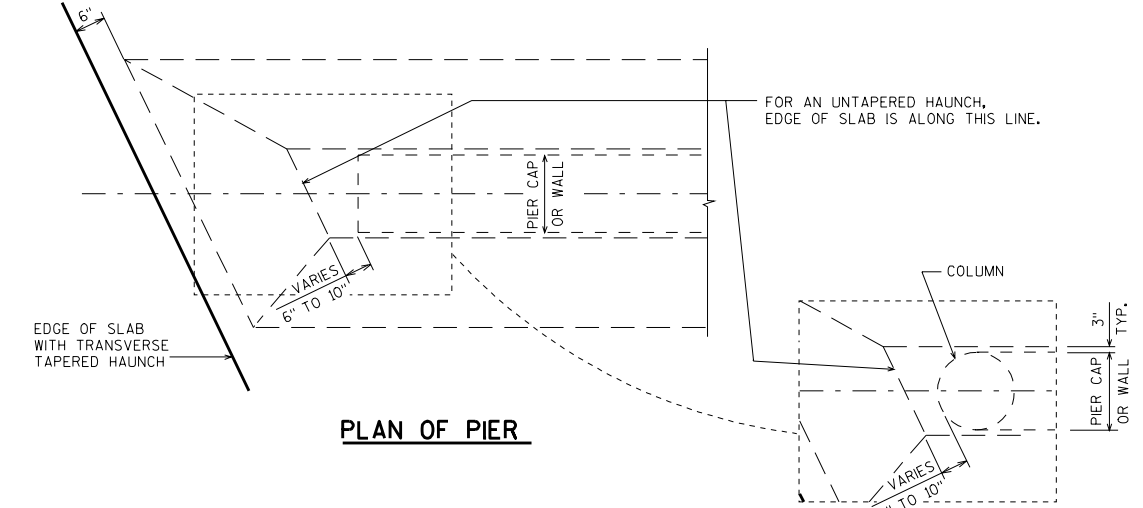 6"
FOR AN UNTAPERED HAUNCH,
EDGE OF SLAB IS ALONG THIS LINE.
PIER CAP
OR WALL
VARIES
6" TO 10"
EDGE OF SLAB
WITH TRANSVERSE
TAPERED HAUNCH
PLAN OF PIER
COLUMN
3"
TYP.
PIER CAP
OR WALL
VARIES
" TO 10"